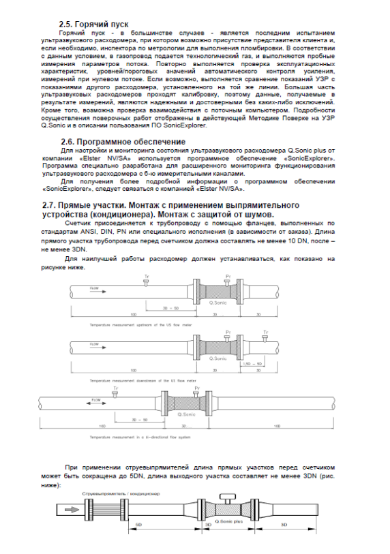 2.5. Горячий пуск
Горячий пуск - в большинстве случаев - является последним испытанием
ультразвукового расходомера, при котором возможно присутствие представителя клиента и,
если необходимо, инспектора по метрологии для выполнения пломбировки. В соответствии
с данным условием, в газопровод подается технологический газ, и выполняются пробные
измерения параметров потока. Повторно выполняется проверка эксплуатационных
характеристик, уровней/пороговых значений автоматического контроля усиления,
измерений при нулевом потоке. Если возможно, выполняется сравнение показаний УЗР с
показаниями другого расходомера, установленного на той же линии. Большая часть
ультразвуковых расходомеров проходят калибровку, поэтому данные, получаемые в
результате измерений, являются надежными и достоверными без каких-либо искажений.
Кроме того, возможна проверка взаимодействия с поточным компьютером. Подробности
осуществления поверочных работ отображены в действующей Методике Поверке на УЗР
Q.Sonic и в описании пользования ПО SonicExplorer.
2.6. Программное обеспечение
Для настройки и мониторинга состояния ультразвукового расходомера Q.Sonic plus от
компании «Elster NV/SA» используется программное обеспечение «SonicExplorer».
Программа специально разработана для расширенного мониторинга функционирования
ультразвукового расходомера с 6-ю измерительными каналами.
Для получения более подробной информации о программном обеспечении
«SonicExplorer», следует связаться с компанией «Elster NV/SA».
2.7. Прямые участки. Монтаж с применением выпрямительного
устройства (кондиционера). Монтаж с защитой от шумов.
Счетчик присоединяется к трубопроводу с помощью фланцев, выполненных по
стандартам ANSI, DIN, PN или специального исполнения (в зависимости от заказа). Длина
прямого участка трубопровода перед счетчиком должна составлять не менее 10 DN, после –
не менее 3DN.
Для наилучшей работы расходомер должен устанавливаться, как показано на
рисунке ниже.
FLOW
Q.Sonic
10D
3D
3D
Temperature measurement upstream of the US flow meter
FLOW
Q.Sonic
10D
3D
Temperature measurement downstream of the US flow meter
FLOW
Q.Sonic
10D
3D
10D
Temperature measurement in a bi-directional flow system
При применении струевыпрямителей длина прямых участков перед счетчиком
может быть сокращена до 5DN, длина выходного участка составляет не менее 3DN (рис.
ниже):
Струевыпрямитель / кондиционер
Q.Sonic plus